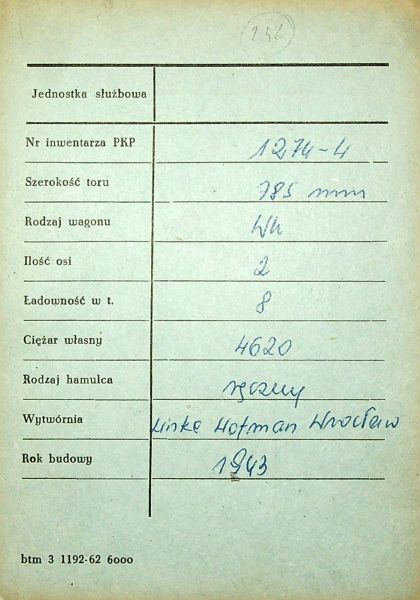 246
Jednostka służbowa
Nr inwentarza PKP 1274-4
Szerokość toru 785 mm
Rodzaj wagonu Wh
Ilość osi 2
Ładowność w t. 8
Ciężar własny 4620
Rodzaj hamulca ręczny
Wytwórnia Linke Hofman Wrocław
Rok budowy 1943
btm 3 1192-62 6000